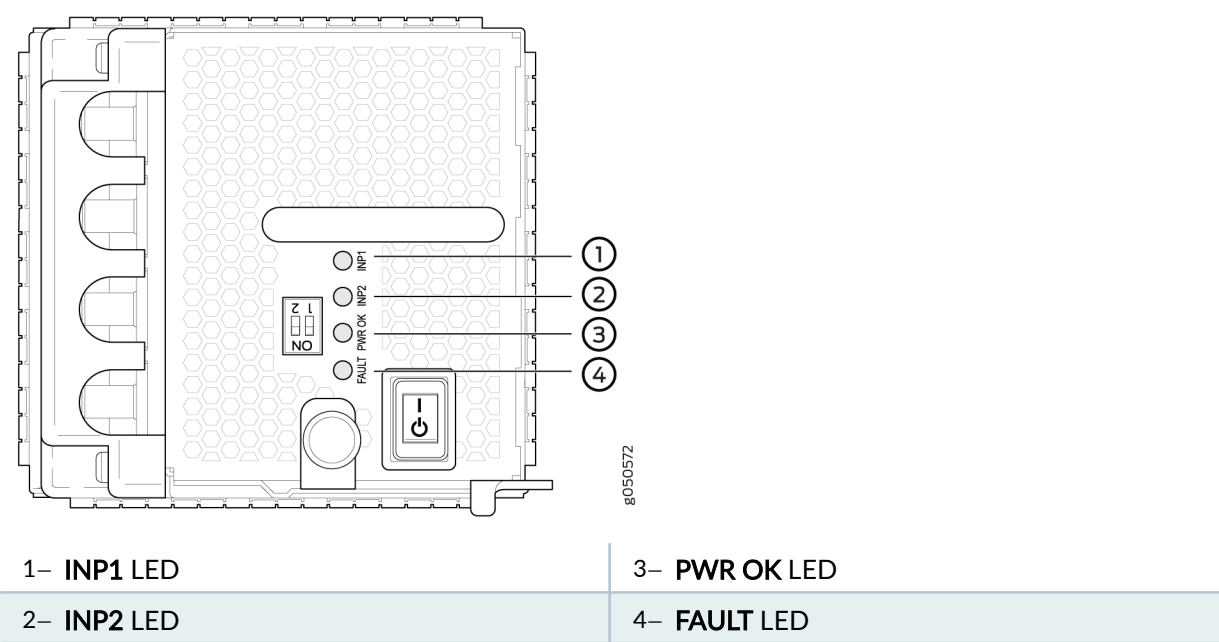 INP1
1
INP2
2
1 2
ON
PWR OK
3
FAULT
4
g050572
1– INP1 LED
3– PWR OK LED
2– INP2 LED
4– FAULT LED